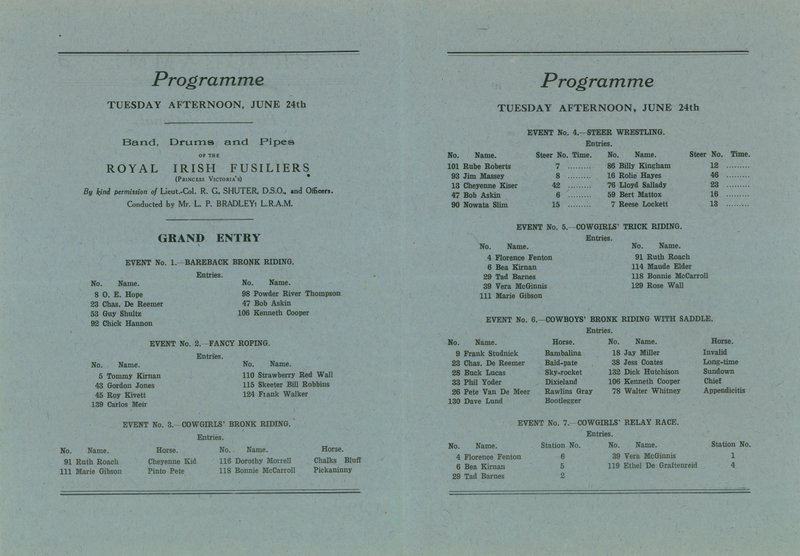 Programme
TUESDAY AFTERNOON, JUNE 24th
Band, Drums and Pipes
OF THE
ROYAL IRISH FUSILIERS
(PRINCESS VICTORIA'S)
By kind permission of Lieut.-Col. R. G. SHUTER, D.S.O., and Officers.
Conducted by Mr. L. P. BRADLEY, L.R.A.M.
GRAND ENTRY
EVENT No. 1.—BAREBACK BRONK RIDING.
Entries.
No. Name. No. Name.
8 O. E. Hope 98 Powder River Thompson
23 Chas. De Reemer 47 Bob Askin
53 Guy Shultz 106 Kenneth Cooper
92 Chick Hannon
EVENT No. 2.—FANCY ROPING.
Entries.
No. Name. No. Name.
5 Tommy Kirnan 110 Strawberry Red Wall
43 Gordon Jones 115 Skeeter Bill Robbins
45 Roy Kivett 124 Frank Walker
139 Carlos Meir
EVENT No. 3.—COWGIRLS' BRONK RIDING.
Entries.
No. Name. Horse. No. Name. Horse.
91 Ruth Roach Cheyenne Kid 116 Dorothy Morrell Chalks Bluff
111 Marie Gibson Pinto Pete 118 Bonnie McCarroll Pickaninny
Programme
TUESDAY AFTERNOON, JUNE 24th
EVENT No. 4.—STEER WRESTLING.
Entries.
No. Name. Steer No. Time. No. Name. Steer No. Time.
101 Rube Roberts 7 ......... 86 Billy Kingham 12 .........
93 Jim Massey 8 ......... 16 Rolie Hayes 46 .........
13 Cheyenne Kiser 42 ......... 76 Lloyd Saliady 23 .........
47 Bob Askin 6 ......... 59 Bert Mattox 16 .........
90 Nowata Slim 15 ......... 7 Reese Lockett 13 .........
EVENT No. 5.—COWGIRLS' TRICK RIDING.
Entries.
No. Name. No. Name.
4 Florence Fenton 91 Ruth Roach
6 Bea Kirnan 114 Maude Elder
29 Tad Barnes 118 Bonnie McCarroll
39 Vera McGinnis 129 Rose Wall
111 Marie Gibson
EVENT No. 6.—COWBOYS' BRONK RIDING WITH SADDLE.
Entries.
No. Name. Horse. No. Name. Horse.
9 Frank Studnick Bambalina 18 Jay Miller Invalid
23 Chas. De Reemer Bald-pate 38 Jess Coates Long-time
28 Buck Lucas Sky-rocket 132 Dick Hutchison Sundown
33 Phil Yoder Dixieland 106 Kenneth Cooper Chief
26 Pete Van De Meer Rawlins Gray 78 Walter Whitney Appendicitis
130 Dave Lund Bootlegger
EVENT No. 7.—COWGIRLS' RELAY RACE.
Entries.
No. Name. Station No. No. Name. Station No.
4 Florence Fenton 6 39 Vera McGinnis 1
6 Bea Kirnan 5 119 Ethel De Graftenreid 4
29 Tad Barnes 2